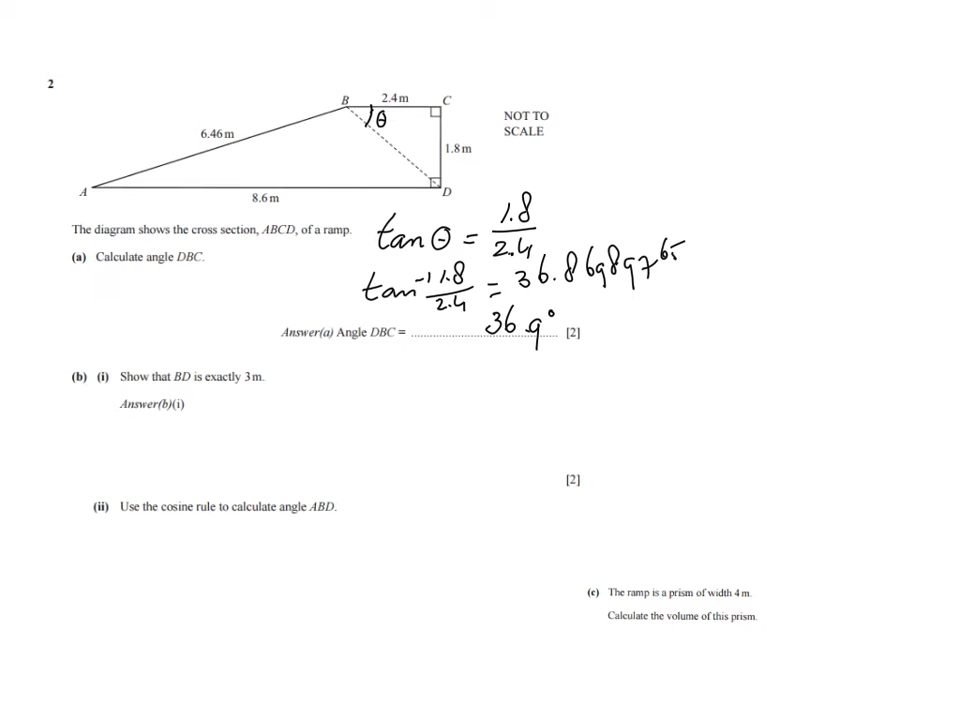 2
B 2.4 m C
θ
6.46 m
NOT TO
SCALE
1.8 m
A
8.6 m
D
The diagram shows the cross section, ABCD, of a ramp.
tan θ = 1.8/2.4
(a) Calculate angle DBC.
tan⁻¹ 1.8/2.4 = 36.86989765
Answer(a) Angle DBC = ........ 36.9° ........ [2]
(b) (i) Show that BD is exactly 3 m.
Answer(b)(i)
[2]
(ii) Use the cosine rule to calculate angle ABD.
(c) The ramp is a prism of width 4 m.
Calculate the volume of this prism.